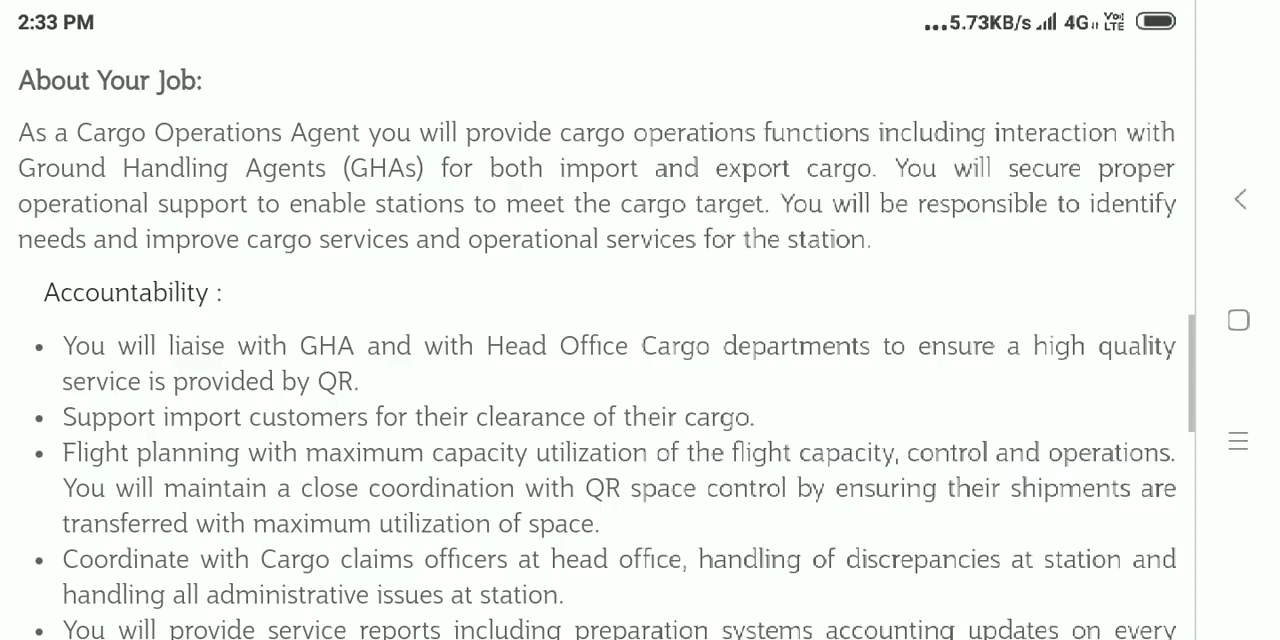 2:33 PM
...5.73KB/s 4G Vo LTE
About Your Job:
As a Cargo Operations Agent you will provide cargo operations functions including interaction with
Ground Handling Agents (GHAs) for both import and export cargo. You will secure proper
operational support to enable stations to meet the cargo target. You will be responsible to identify
needs and improve cargo services and operational services for the station.
Accountability :
• You will liaise with GHA and with Head Office Cargo departments to ensure a high quality
service is provided by QR.
• Support import customers for their clearance of their cargo.
• Flight planning with maximum capacity utilization of the flight capacity, control and operations.
You will maintain a close coordination with QR space control by ensuring their shipments are
transferred with maximum utilization of space.
• Coordinate with Cargo claims officers at head office, handling of discrepancies at station and
handling all administrative issues at station.
• You will provide service reports including preparation systems accounting updates on every